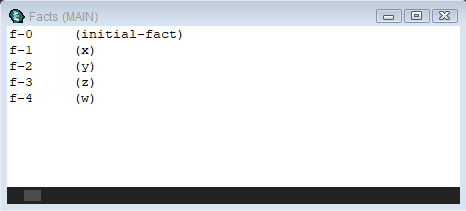 Facts (MAIN)
f-0 (initial-fact)
f-1 (x)
f-2 (y)
f-3 (z)
f-4 (w)